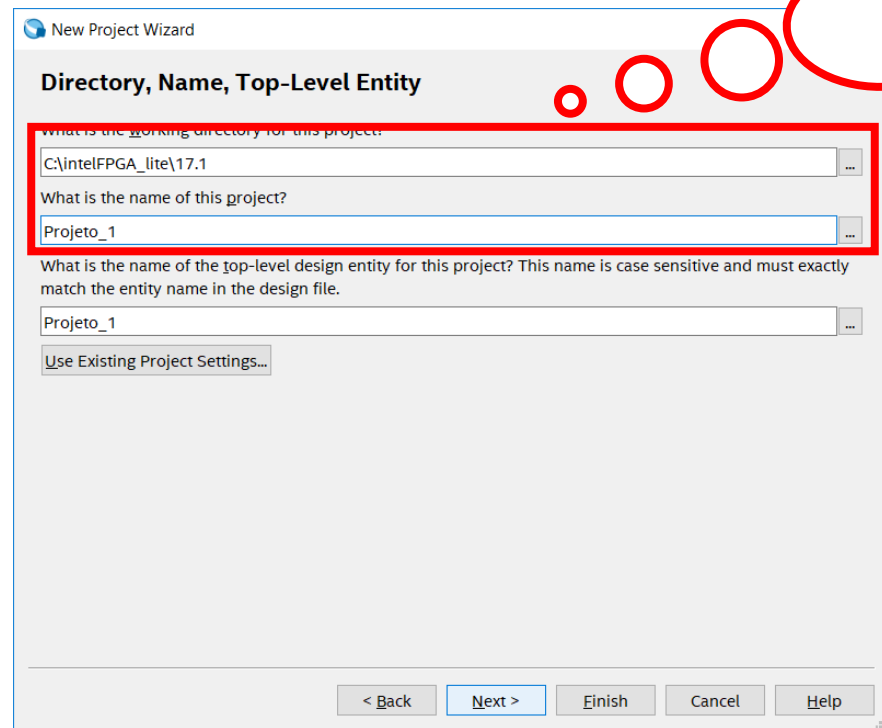 New Project Wizard
Directory, Name, Top-Level Entity
What is the working directory for this project?
C:\intelFPGA_lite\17.1
...
What is the name of this project?
Projeto_1
...
What is the name of the top-level design entity for this project? This name is case sensitive and must exactly
match the entity name in the design file.
Projeto_1
...
Use Existing Project Settings...
< Back
Next >
Finish
Cancel
Help